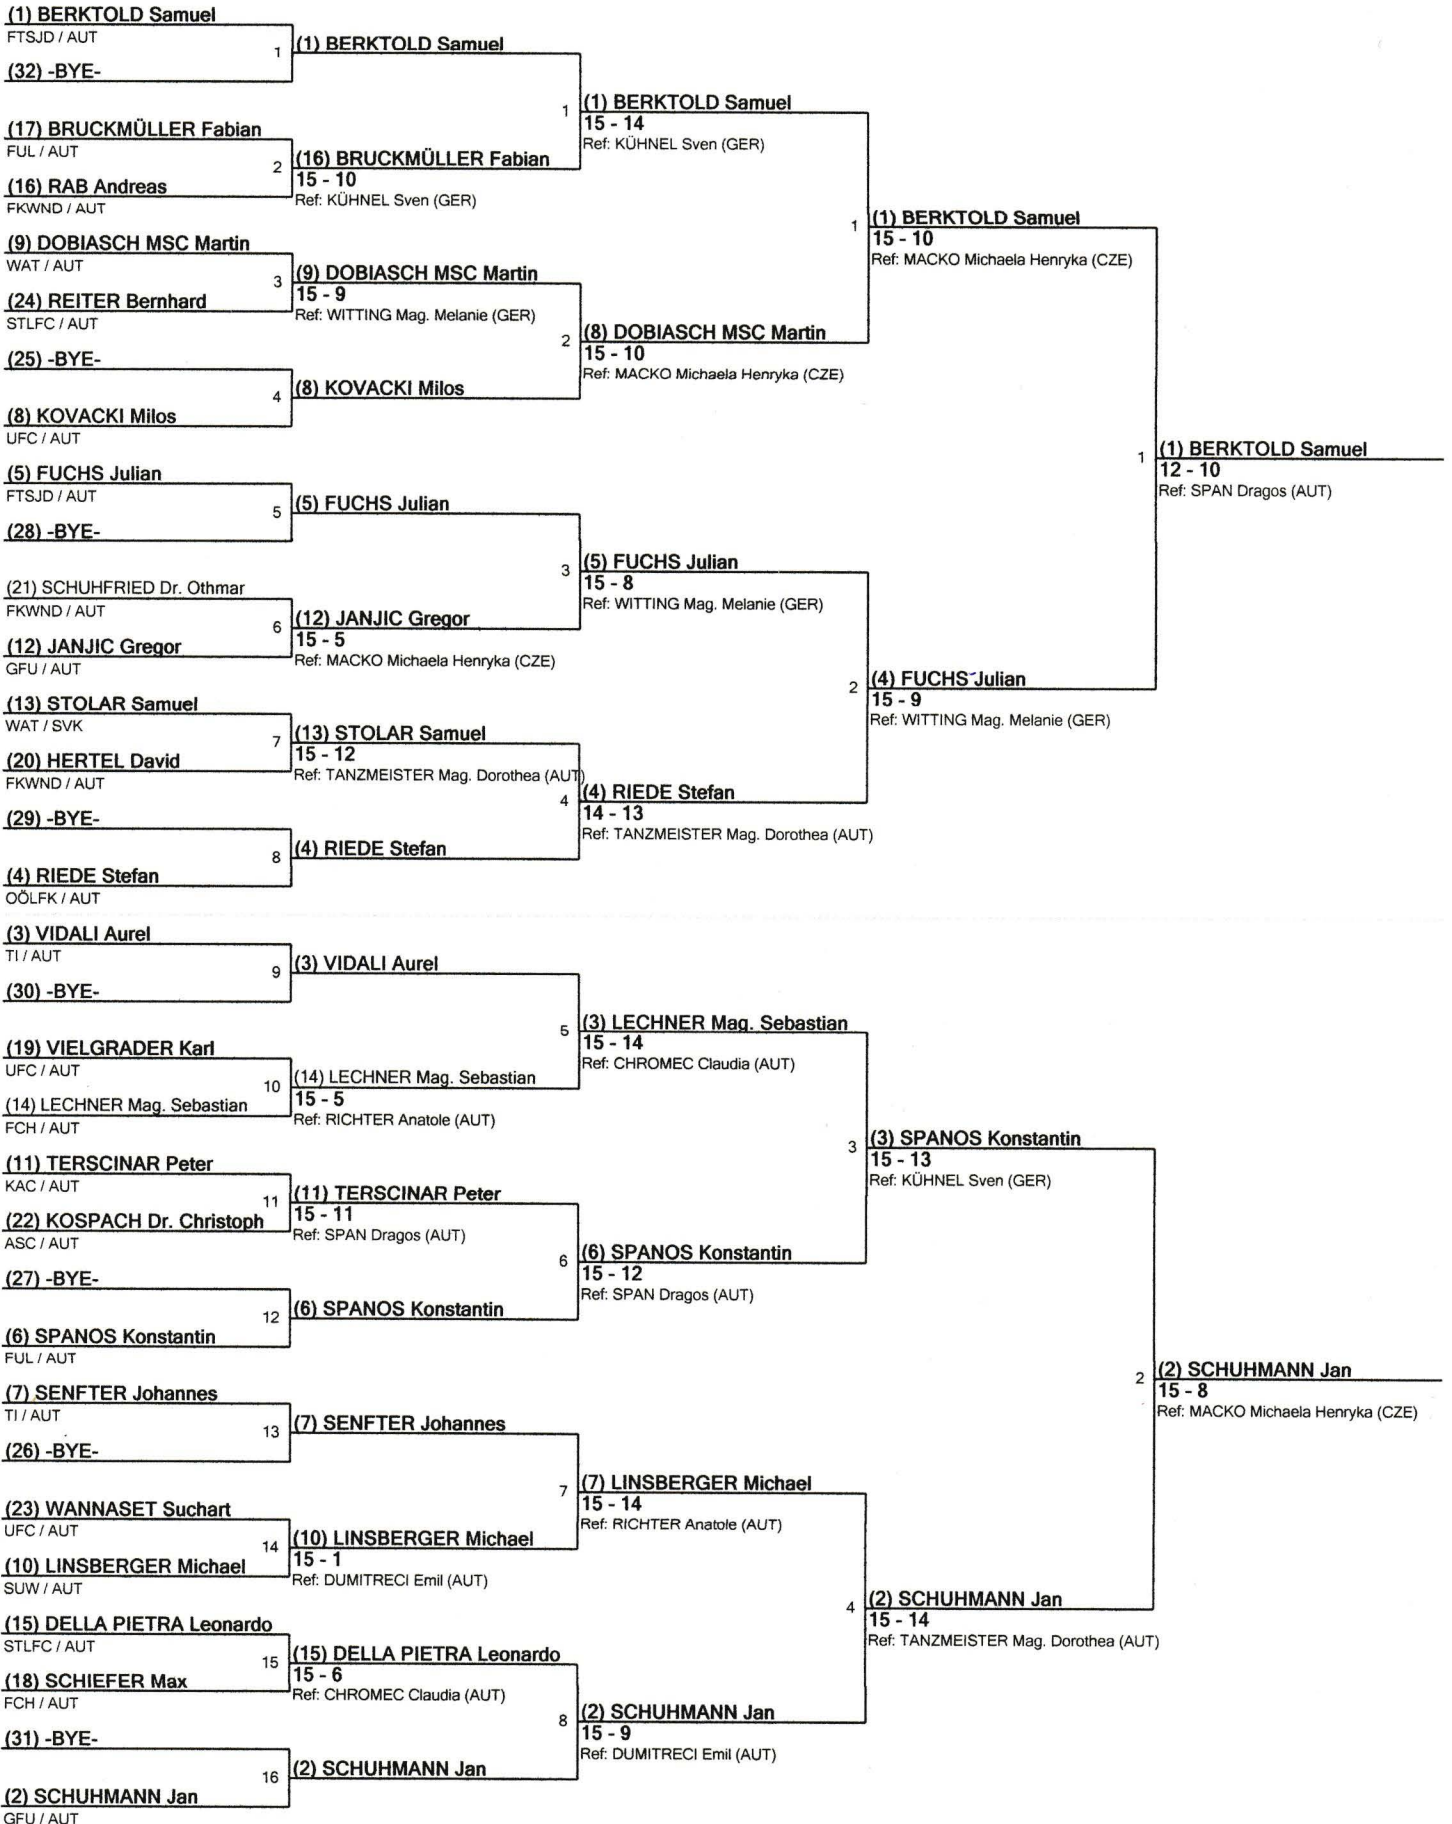 (1) BERKTOLD Samuel
FTSJD / AUT
1
(1) BERKTOLD Samuel
(32) -BYE-
1
(1) BERKTOLD Samuel
15 - 14
Ref: KÜHNEL Sven (GER)
(17) BRUCKMÜLLER Fabian
FUL / AUT
2
(16) BRUCKMÜLLER Fabian
15 - 10
Ref: KÜHNEL Sven (GER)
(16) RAB Andreas
FKWND / AUT
1
(1) BERKTOLD Samuel
15 - 10
Ref: MACKO Michaela Henryka (CZE)
(9) DOBIASCH MSC Martin
WAT / AUT
3
(9) DOBIASCH MSC Martin
15 - 9
Ref: WITTING Mag. Melanie (GER)
(24) REITER Bernhard
STLFC / AUT
2
(8) DOBIASCH MSC Martin
15 - 10
Ref: MACKO Michaela Henryka (CZE)
(25) -BYE-
4
(8) KOVACKI Milos
(8) KOVACKI Milos
UFC / AUT
1
(1) BERKTOLD Samuel
12 - 10
Ref: SPAN Dragos (AUT)
(5) FUCHS Julian
FTSJD / AUT
5
(5) FUCHS Julian
(28) -BYE-
3
(5) FUCHS Julian
15 - 8
Ref: WITTING Mag. Melanie (GER)
(21) SCHUHFRIED Dr. Othmar
FKWND / AUT
6
(12) JANJIC Gregor
15 - 5
Ref: MACKO Michaela Henryka (CZE)
(12) JANJIC Gregor
GFU / AUT
2
(4) FUCHS Julian
15 - 9
Ref: WITTING Mag. Melanie (GER)
(13) STOLAR Samuel
WAT / SVK
7
(13) STOLAR Samuel
15 - 12
Ref: TANZMEISTER Mag. Dorothea (AUT)
(20) HERTEL David
FKWND / AUT
4
(4) RIEDE Stefan
14 - 13
Ref: TANZMEISTER Mag. Dorothea (AUT)
(29) -BYE-
8
(4) RIEDE Stefan
(4) RIEDE Stefan
OÖLFK / AUT
(3) VIDALI Aurel
TI / AUT
9
(3) VIDALI Aurel
(30) -BYE-
5
(3) LECHNER Mag. Sebastian
15 - 14
Ref: CHROMEC Claudia (AUT)
(19) VIELGRADER Karl
UFC / AUT
10
(14) LECHNER Mag. Sebastian
15 - 5
Ref: RICHTER Anatole (AUT)
(14) LECHNER Mag. Sebastian
FCH / AUT
3
(3) SPANOS Konstantin
15 - 13
Ref: KÜHNEL Sven (GER)
(11) TERSCINAR Peter
KAC / AUT
11
(11) TERSCINAR Peter
15 - 11
Ref: SPAN Dragos (AUT)
(22) KOSPACH Dr. Christoph
ASC / AUT
6
(6) SPANOS Konstantin
15 - 12
Ref: SPAN Dragos (AUT)
(27) -BYE-
12
(6) SPANOS Konstantin
(6) SPANOS Konstantin
FUL / AUT
2
(2) SCHUHMANN Jan
15 - 8
Ref: MACKO Michaela Henryka (CZE)
(7) SENFTER Johannes
TI / AUT
13
(7) SENFTER Johannes
(26) -BYE-
7
(7) LINSBERGER Michael
15 - 14
Ref: RICHTER Anatole (AUT)
(23) WANNASET Suchart
UFC / AUT
14
(10) LINSBERGER Michael
15 - 1
Ref: DUMITRECI Emil (AUT)
(10) LINSBERGER Michael
SUW / AUT
4
(2) SCHUHMANN Jan
15 - 14
Ref: TANZMEISTER Mag. Dorothea (AUT)
(15) DELLA PIETRA Leonardo
STLFC / AUT
15
(15) DELLA PIETRA Leonardo
15 - 6
Ref: CHROMEC Claudia (AUT)
(18) SCHIEFER Max
FCH / AUT
8
(2) SCHUHMANN Jan
15 - 9
Ref: DUMITRECI Emil (AUT)
(31) -BYE-
16
(2) SCHUHMANN Jan
(2) SCHUHMANN Jan
GFU / AUT